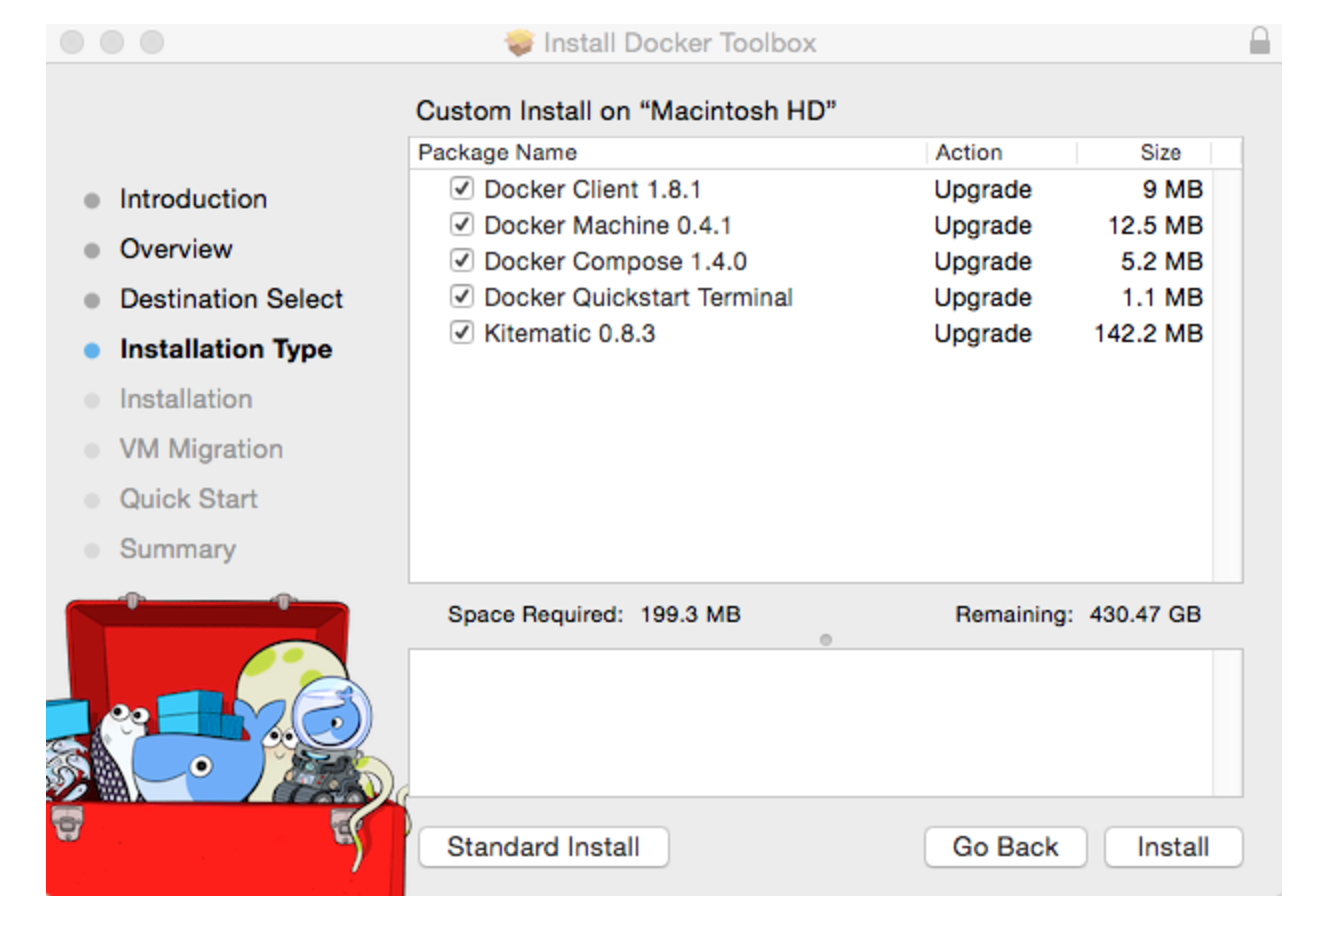 Install Docker Toolbox
Custom Install on “Macintosh HD”
Package Name Action Size
Docker Client 1.8.1 Upgrade 9 MB
Docker Machine 0.4.1 Upgrade 12.5 MB
Docker Compose 1.4.0 Upgrade 5.2 MB
Docker Quickstart Terminal Upgrade 1.1 MB
Kitematic 0.8.3 Upgrade 142.2 MB
Introduction
Overview
Destination Select
Installation Type
Installation
VM Migration
Quick Start
Summary
Space Required: 199.3 MB Remaining: 430.47 GB
Standard Install Go Back Install